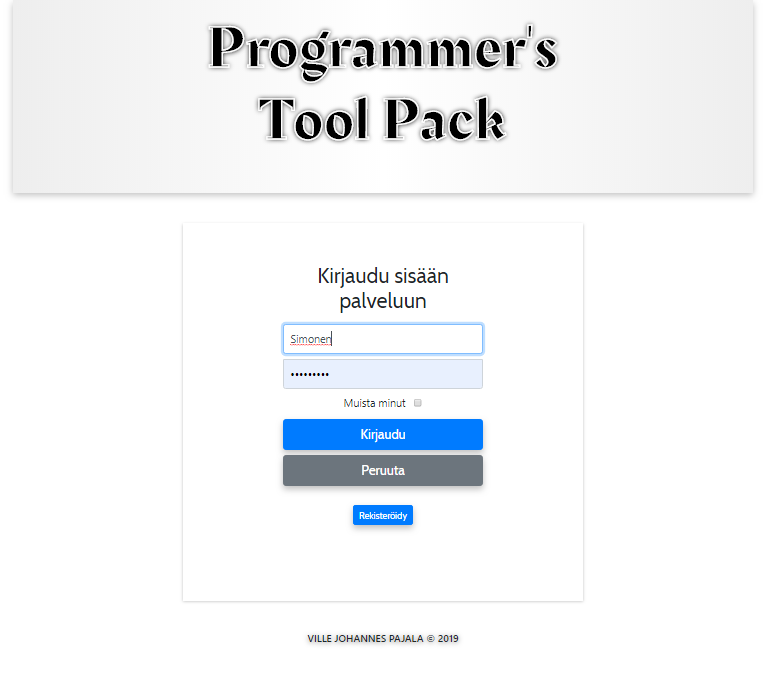 Programmer's
Tool Pack
Kirjaudu sisään
palveluun
Simonen
•••••••••
Muista minut
Kirjaudu
Peruuta
Rekisteröidy
VILLE JOHANNES PAJALA © 2019